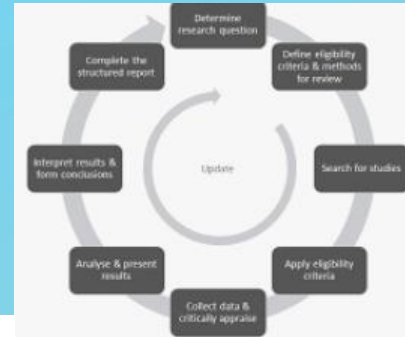 Determine
research question
Define eligibility
criteria & methods
for review
Search for studies
Apply eligibility
criteria
Collect data &
critically appraise
Analyse & present
results
Interpret results &
form conclusions
Complete the
structured report
Update